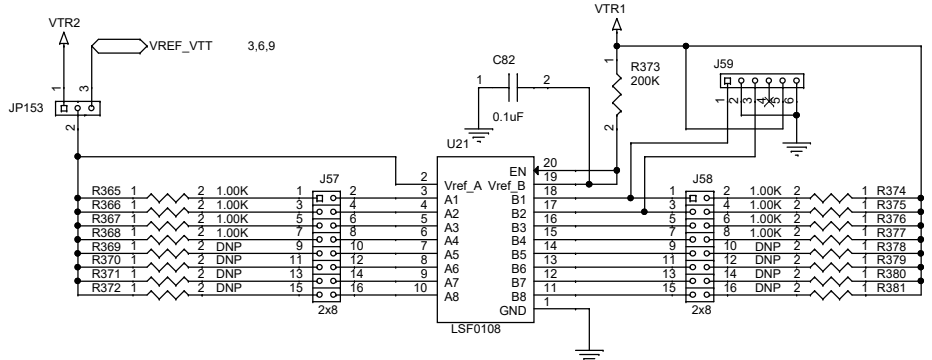 VTR2
VTR1
VREF_VTT 3,6,9
C82
R373
200K
J59
1 3
1 2
1
JP153
2
0.1uF
2
1 2 3 4 5 6
U21
EN 20
2 Vref_A Vref_B 19
J57
J58
R365 1 2 1.00K 1 2 3 A1 B1 18 1 2 1.00K 2 1 R374
R366 1 2 1.00K 3 4 4 A2 B2 17 3 4 1.00K 2 1 R375
R367 1 2 1.00K 5 6 5 A3 B3 16 5 6 1.00K 2 1 R376
R368 1 2 1.00K 7 8 6 A4 B4 15 7 8 1.00K 2 1 R377
R369 1 2 DNP 9 10 7 A5 B5 14 9 10 DNP 2 1 R378
R370 1 2 DNP 11 12 8 A6 B6 13 11 12 DNP 2 1 R379
R371 1 2 DNP 13 14 9 A7 B7 12 13 14 DNP 2 1 R380
R372 1 2 DNP 15 16 10 A8 B8 11 15 16 DNP 2 1 R381
GND 1
2x8
2x8
LSF0108